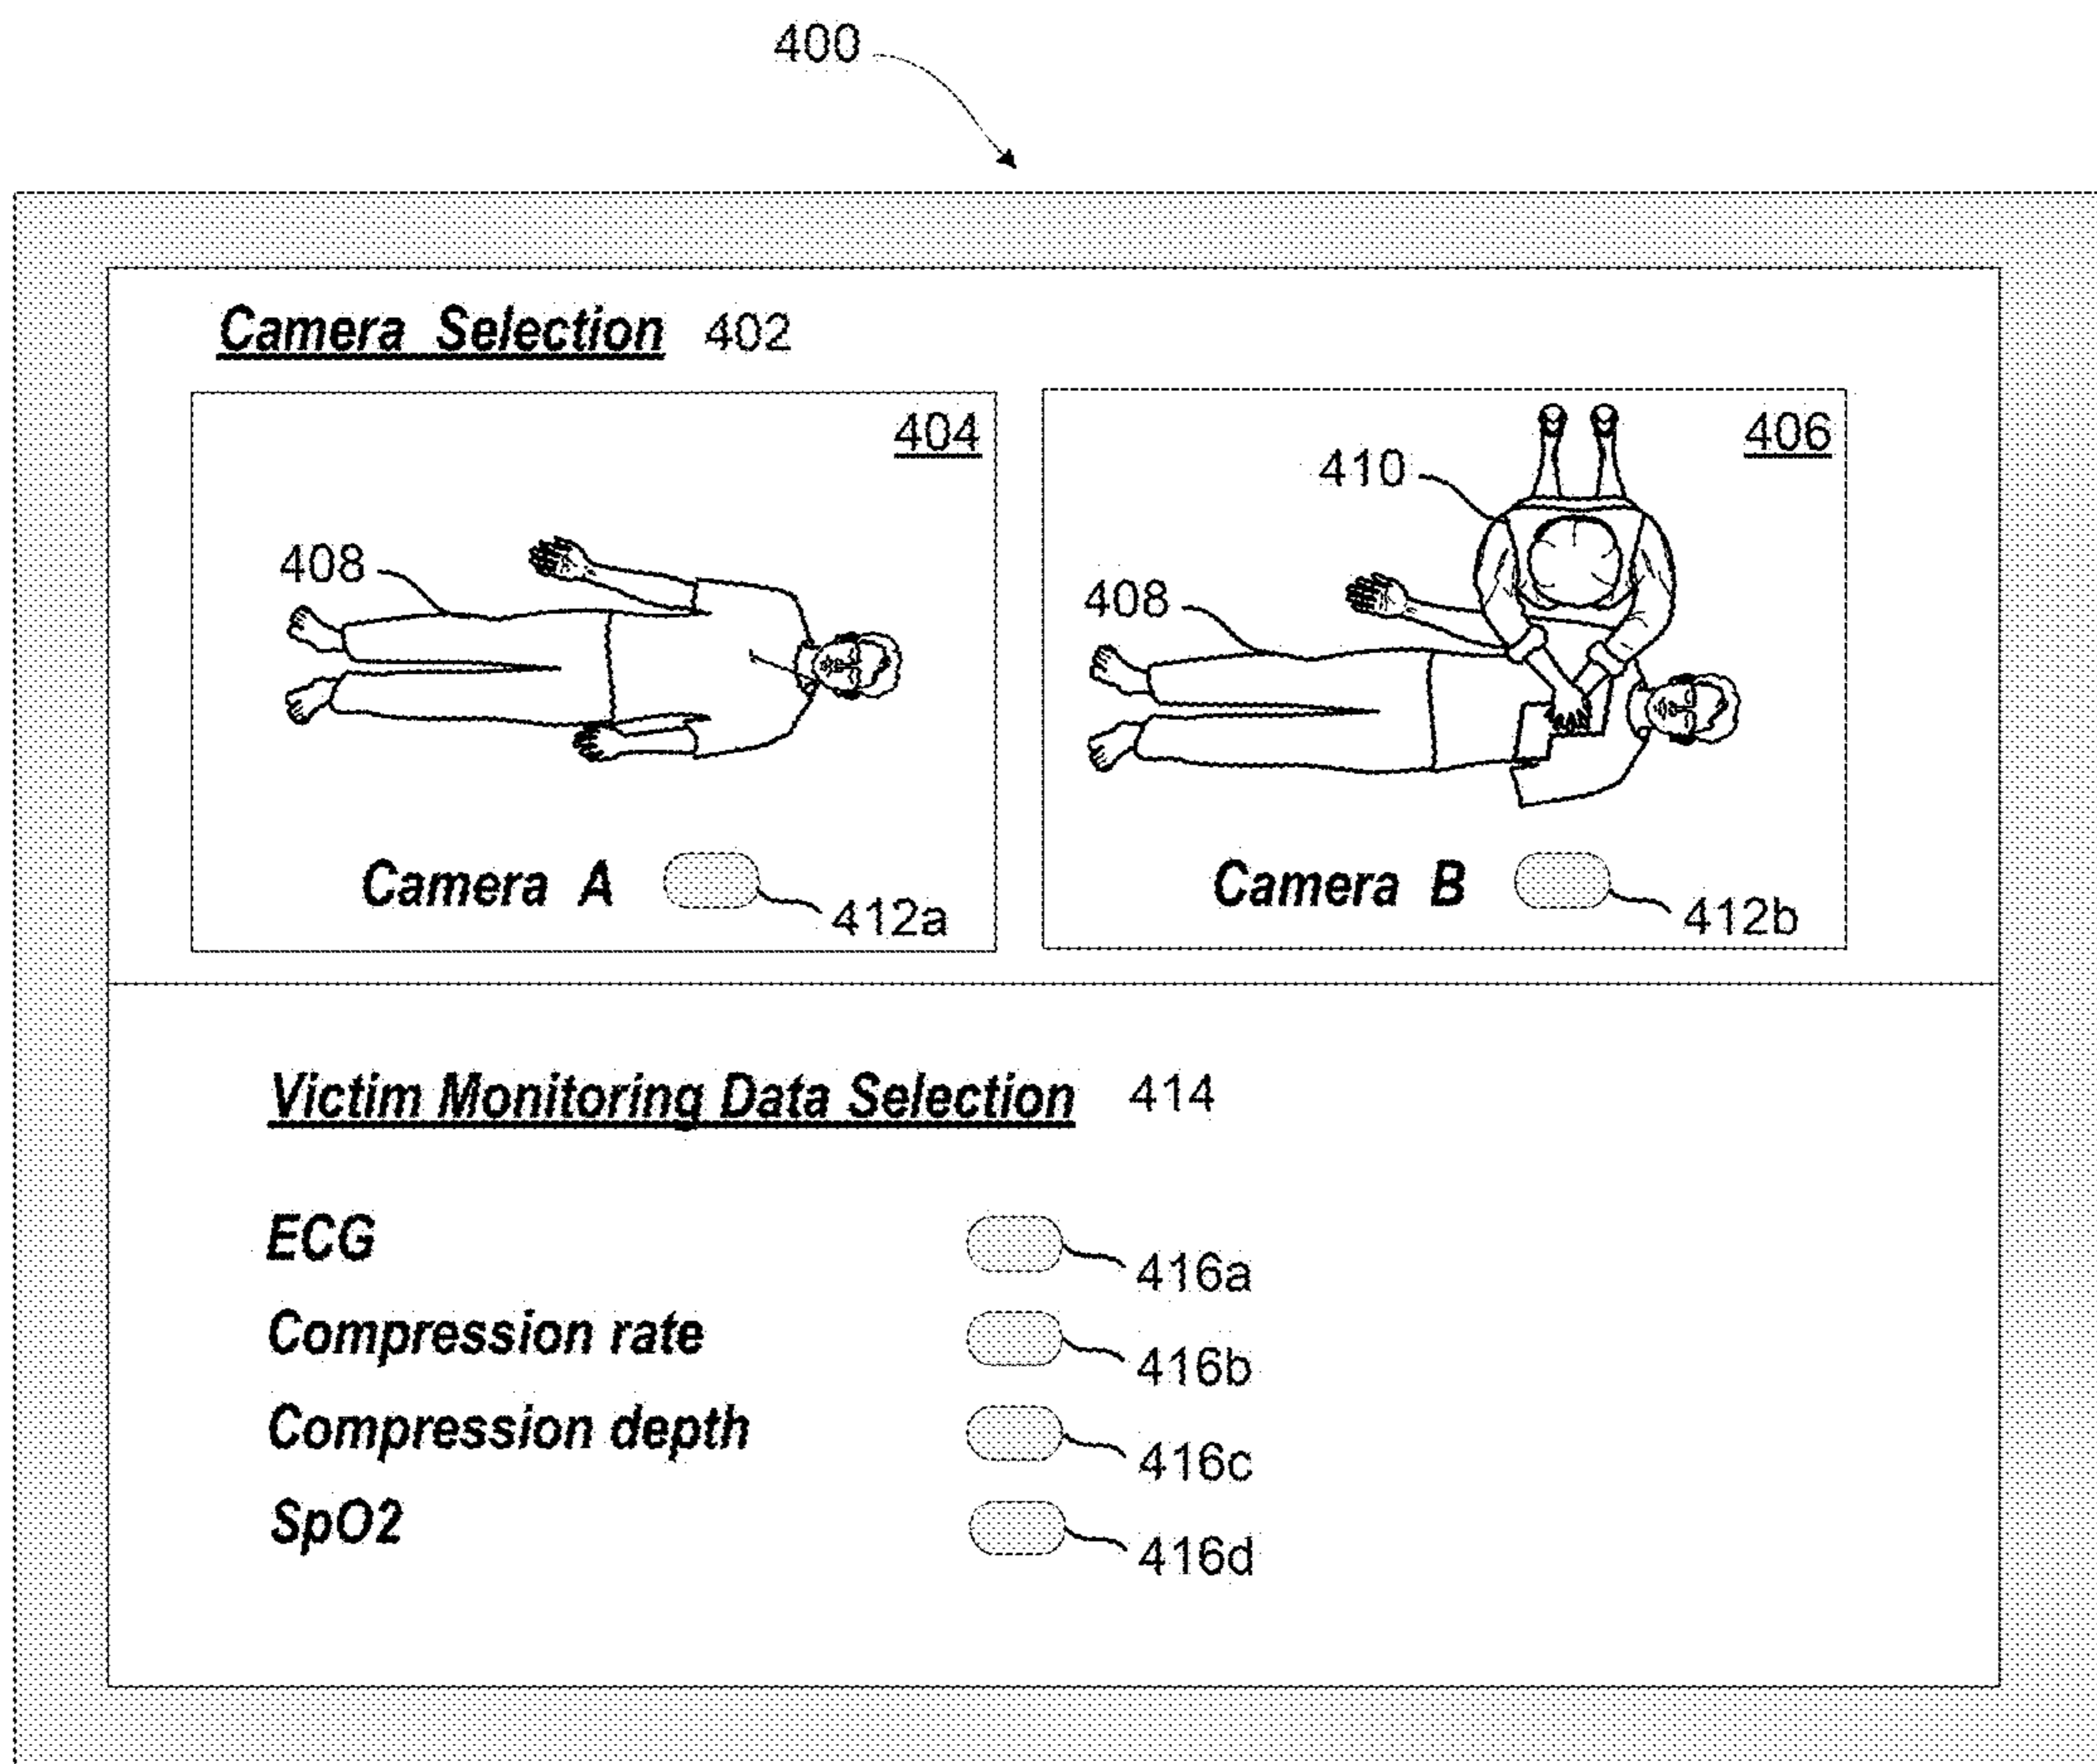 400
Camera Selection 402
404
408
Camera A
412a
406
410
408
Camera B
412b
Victim Monitoring Data Selection 414
ECG 416a
Compression rate 416b
Compression depth 416c
SpO2 416d